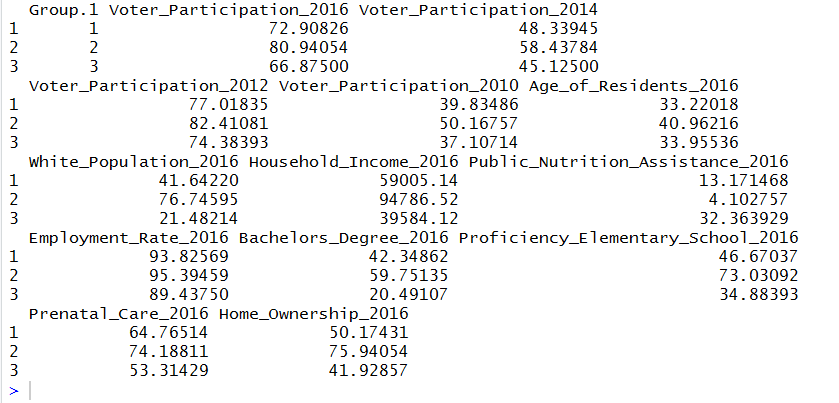 Group.1 Voter_Participation_2016 Voter_Participation_2014
1 1 72.90826 48.33945
2 2 80.94054 58.43784
3 3 66.87500 45.12500
Voter_Participation_2012 Voter_Participation_2010 Age_of_Residents_2016
1 77.01835 39.83486 33.22018
2 82.41081 50.16757 40.96216
3 74.38393 37.10714 33.95536
White_Population_2016 Household_Income_2016 Public_Nutrition_Assistance_2016
1 41.64220 59005.14 13.171468
2 76.74595 94786.52 4.102757
3 21.48214 39584.12 32.363929
Employment_Rate_2016 Bachelors_Degree_2016 Proficiency_Elementary_School_2016
1 93.82569 42.34862 46.67037
2 95.39459 59.75135 73.03092
3 89.43750 20.49107 34.88393
Prenatal_Care_2016 Home_Ownership_2016
1 64.76514 50.17431
2 74.18811 75.94054
3 53.31429 41.92857
>